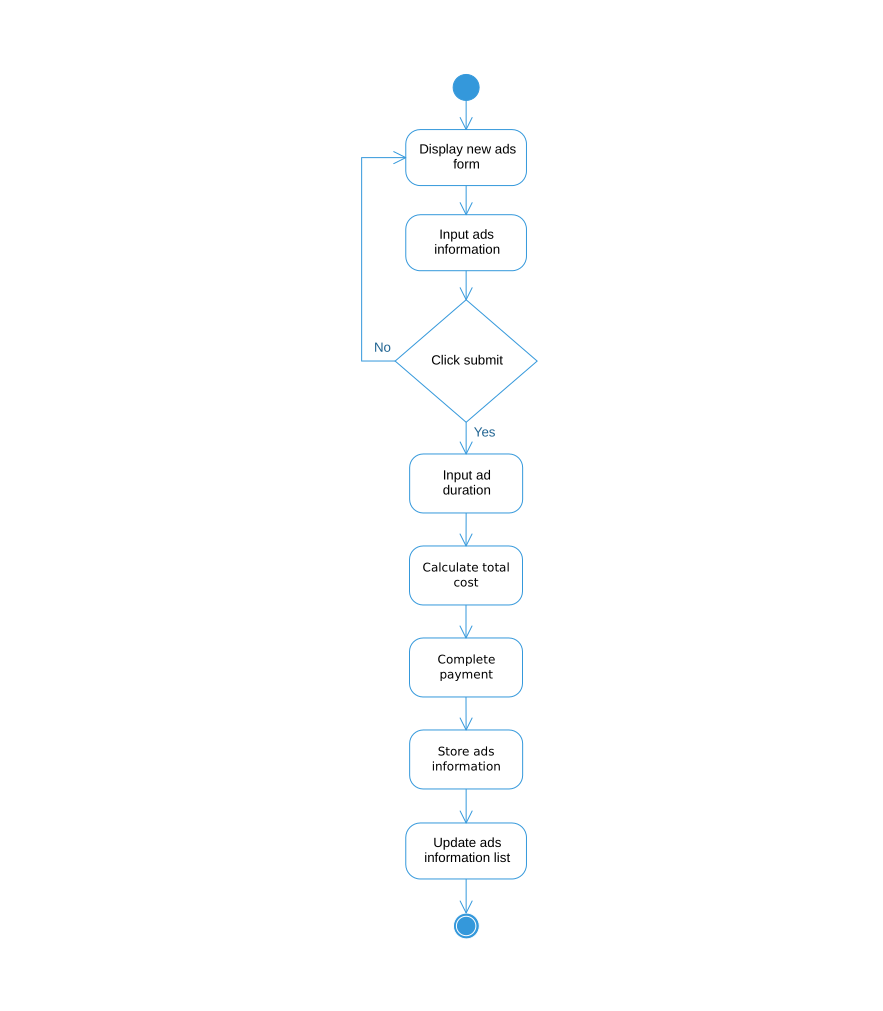 Display new ads
form
Input ads
information
Click submit
No
Yes
Input ad
duration
Calculate total
cost
Complete
payment
Store ads
information
Update ads
information list